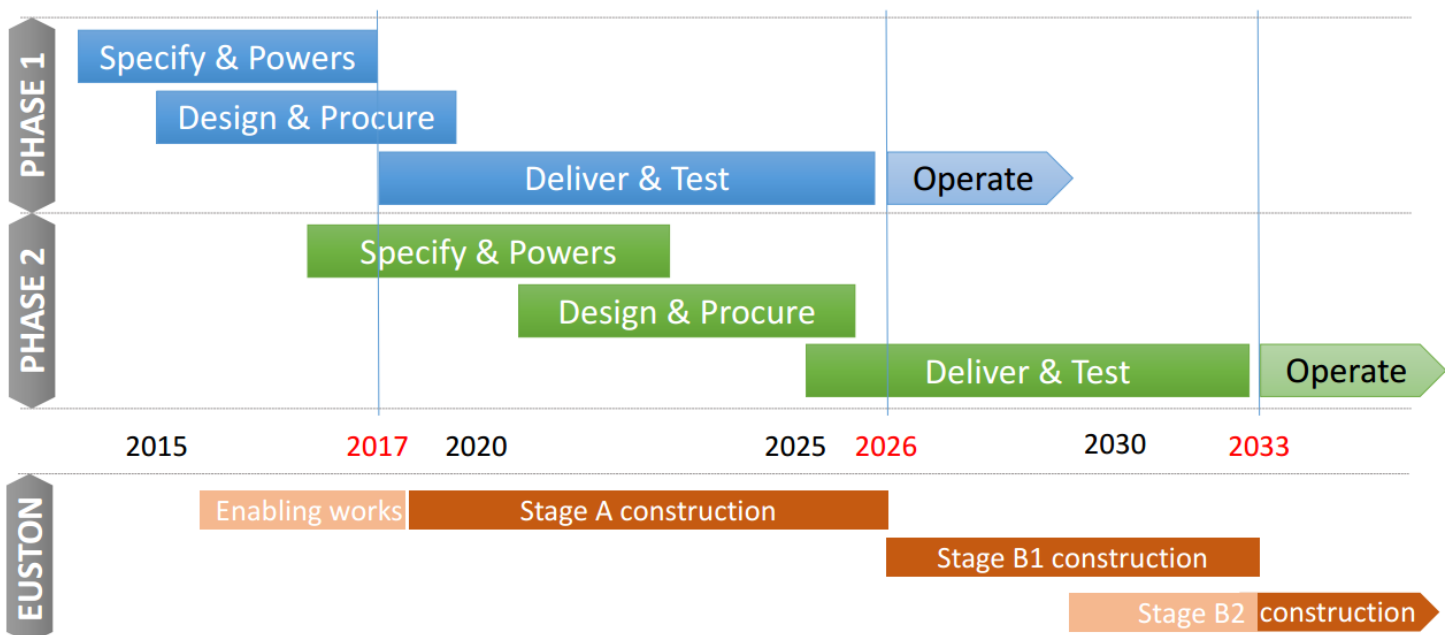 PHASE 1
Specify & Powers
Design & Procure
Deliver & Test
Operate
PHASE 2
Specify & Powers
Design & Procure
Deliver & Test
Operate
2015 2017 2020 2025 2026 2030 2033
EUSTON
Enabling works
Stage A construction
Stage B1 construction
Stage B2 construction